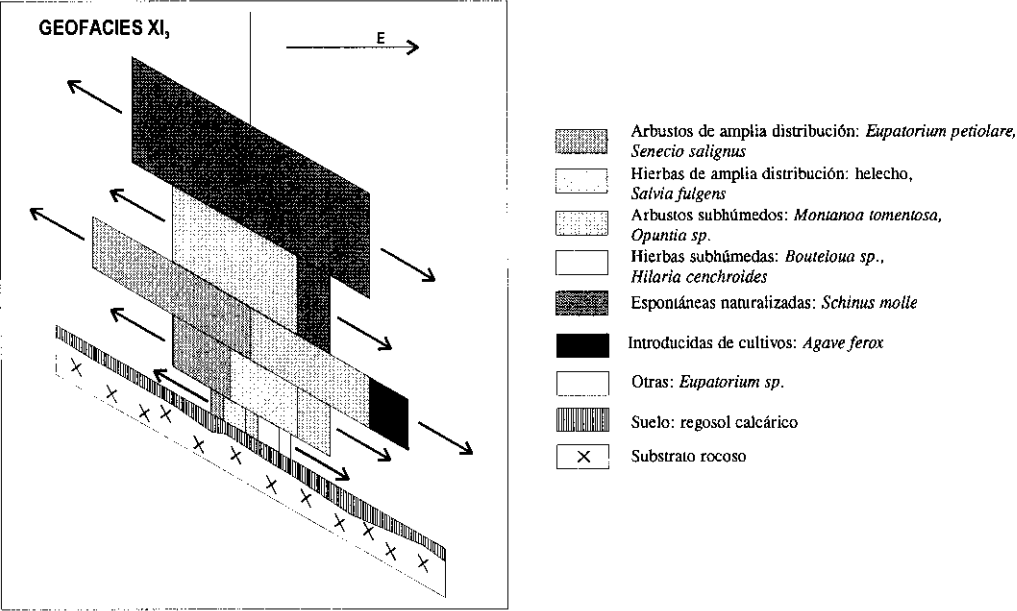 GEOFACIES XI₃
E
Arbustos de amplia distribución: Eupatorium petiolare,
Senecio salignus
Hierbas de amplia distribución: helecho,
Salvia fulgens
Arbustos subhúmedos: Montanoa tomentosa,
Opuntia sp.
Hierbas subhúmedas: Bouteloua sp.,
Hilaria cenchroides
Espontáneas naturalizadas: Schinus molle
Introducidas de cultivos: Agave ferox
Otras: Eupatorium sp.
Suelo: regosol calcárico
Substrato rocoso